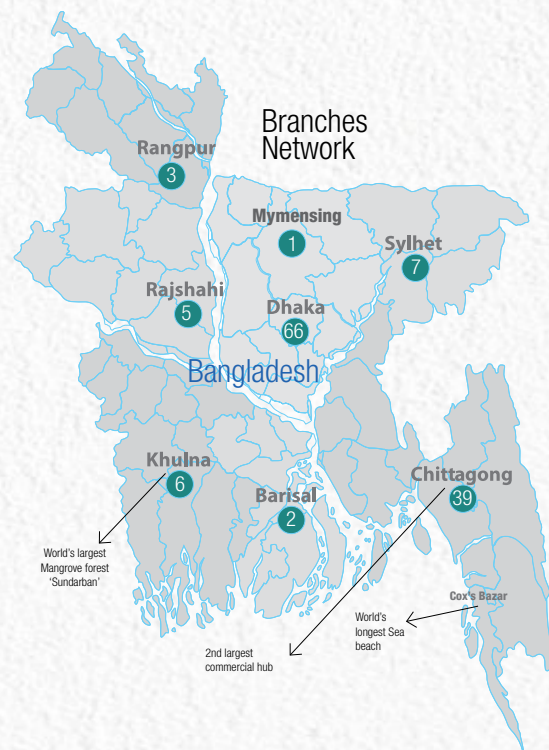 Branches
Network
Rangpur
3
Mymensing
1
Sylhet
7
Rajshahi
5
Dhaka
66
Bangladesh
Khulna
6
Barisal
2
Chittagong
39
World's largest
Mangrove forest
'Sundarban'
Cox's Bazar
World's
longest Sea
beach
2nd largest
commercial hub